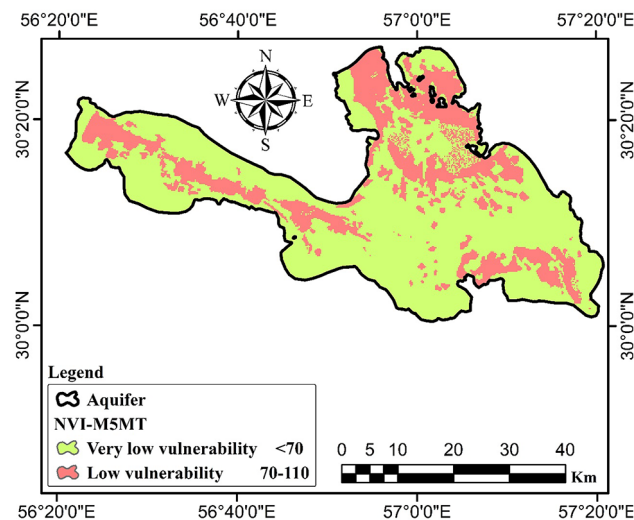 56°20'0"E 56°40'0"E 57°0'0"E 57°20'0"E
N
W E
S
30°20'0"N 30°20'0"N
30°0'0"N 30°0'0"N
Legend
Aquifer
NVI-M5MT
Very low vulnerability <70
Low vulnerability 70-110
0 5 10 20 30 40
Km
56°20'0"E 56°40'0"E 57°0'0"E 57°20'0"E